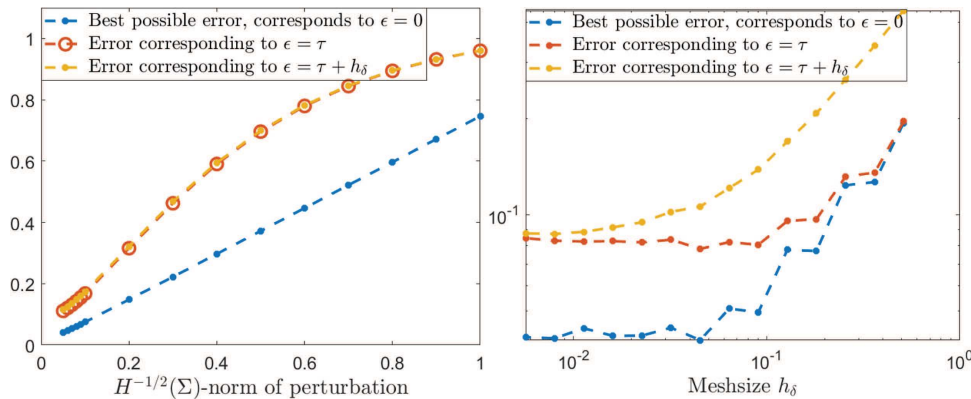 Best possible error, corresponds to ϵ = 0
Error corresponding to ϵ = τ
Error corresponding to ϵ = τ + h_δ
1
0.8
0.6
0.4
0.2
0
0
0.2
0.4
0.6
0.8
1
H^{-1/2}(Σ)-norm of perturbation
Best possible error, corresponds to ϵ = 0
Error corresponding to ϵ = τ
Error corresponding to ϵ = τ + h_δ
10^{-1}
10^{-2}
10^{-1}
10^{0}
Meshsize h_δ